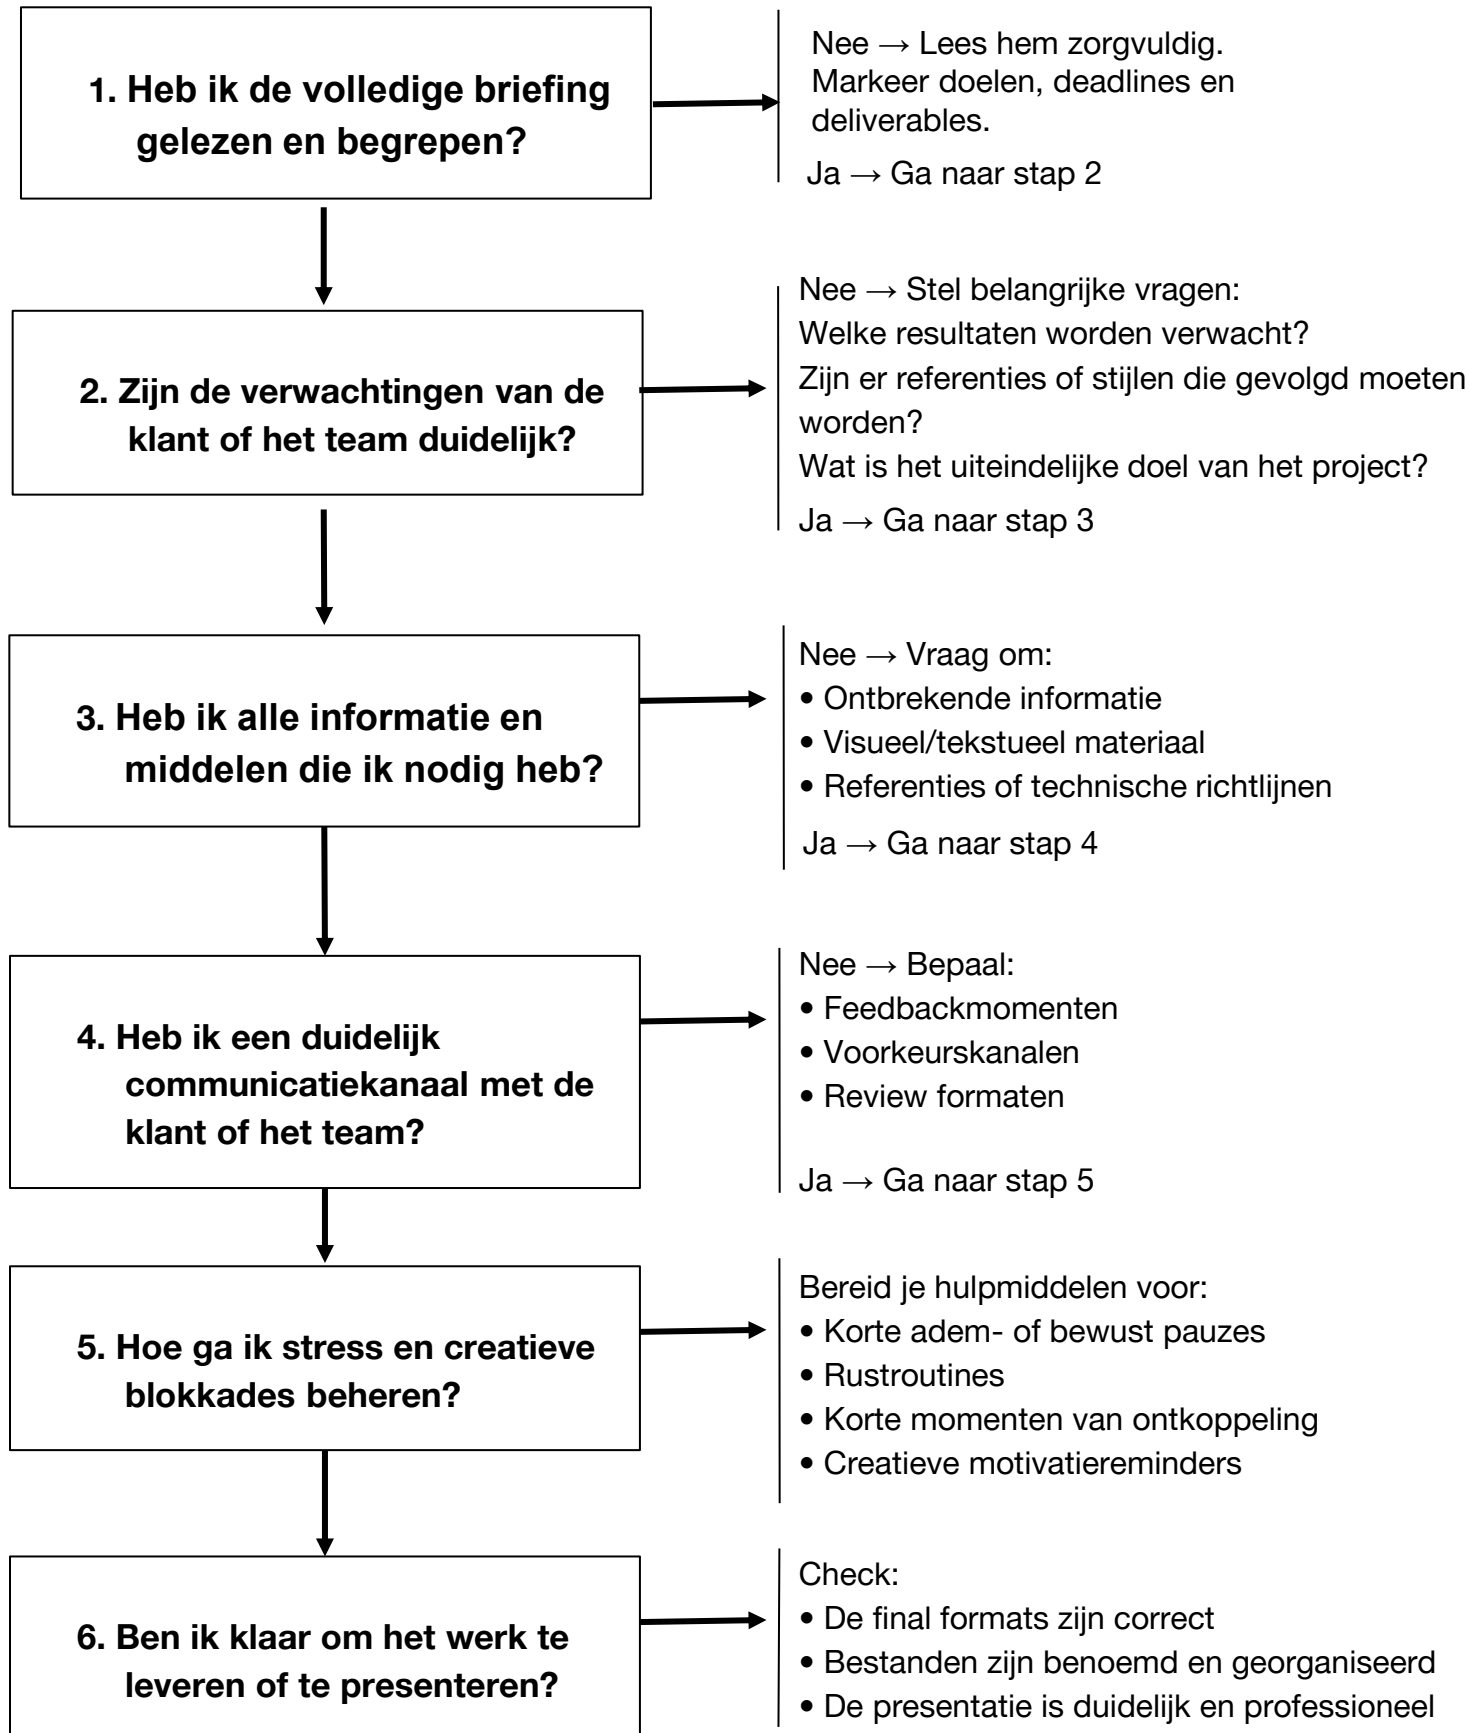 1. Heb ik de volledige briefing
gelezen en begrepen?
Nee → Lees hem zorgvuldig.
Markeer doelen, deadlines en
deliverables.
Ja → Ga naar stap 2
2. Zijn de verwachtingen van de
klant of het team duidelijk?
Nee → Stel belangrijke vragen:
Welke resultaten worden verwacht?
Zijn er referenties of stijlen die gevolgd moeten
worden?
Wat is het uiteindelijke doel van het project?
Ja → Ga naar stap 3
3. Heb ik alle informatie en
middelen die ik nodig heb?
Nee → Vraag om:
• Ontbrekende informatie
• Visueel/tekstueel materiaal
• Referenties of technische richtlijnen
Ja → Ga naar stap 4
4. Heb ik een duidelijk
communicatiekanaal met de
klant of het team?
Nee → Bepaal:
• Feedbackmomenten
• Voorkeurskanalen
• Review formaten
Ja → Ga naar stap 5
5. Hoe ga ik stress en creatieve
blokkades beheren?
Bereid je hulpmiddelen voor:
• Korte adem- of bewust pauzes
• Rustroutines
• Korte momenten van ontkoppeling
• Creatieve motivatiereminders
6. Ben ik klaar om het werk te
leveren of te presenteren?
Check:
• De final formats zijn correct
• Bestanden zijn benoemd en georganiseerd
• De presentatie is duidelijk en professioneel